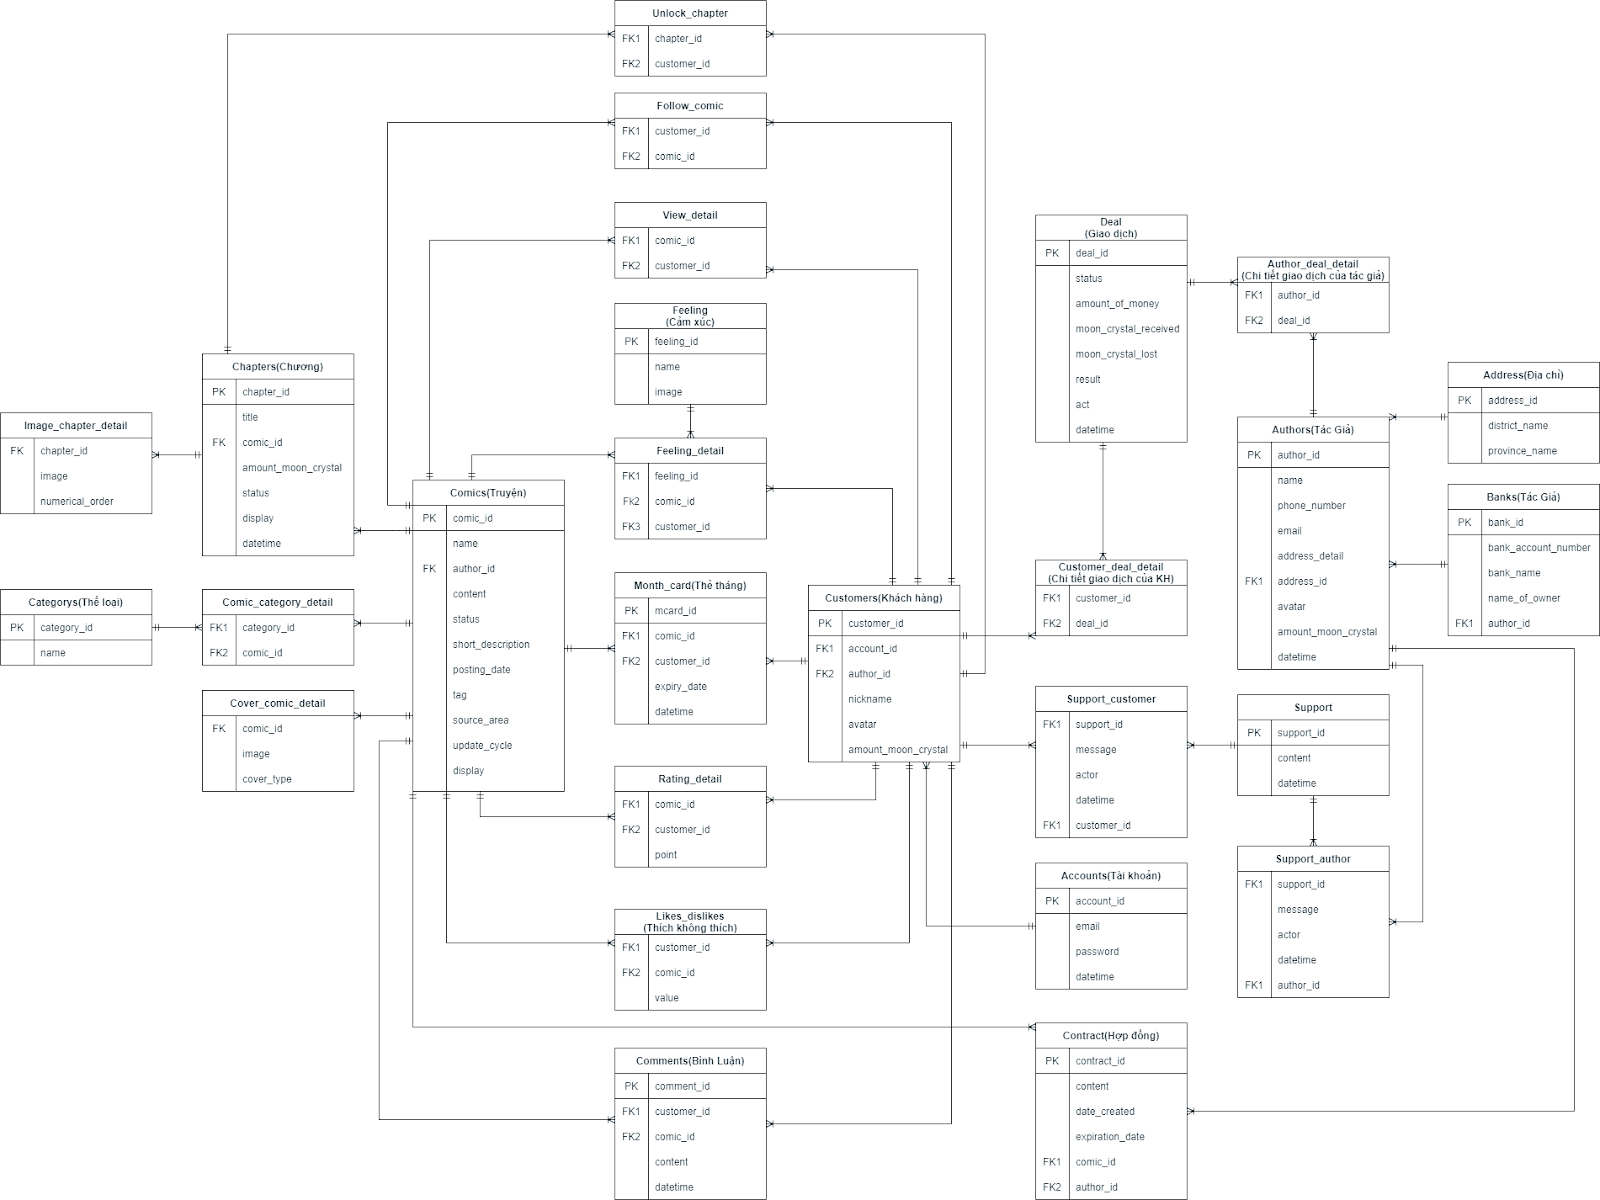 Unlock_chapter
FK1 chapter_id
FK2 customer_id
Follow_comic
FK1 customer_id
FK2 comic_id
View_detail
FK1 comic_id
FK2 customer_id
Feeling
(Cảm xúc)
PK feeling_id
name
image
Feeling_detail
FK1 feeling_id
Fk2 comic_id
FK3 customer_id
Month_card(Thẻ tháng)
PK mcard_id
FK1 comic_id
FK2 customer_id
expiry_date
datetime
Rating_detail
FK1 comic_id
FK2 customer_id
point
Likes_dislikes
(Thích không thích)
FK1 customer_id
FK2 comic_id
value
Comments(Bình Luận)
PK comment_id
FK1 customer_id
FK2 comic_id
content
datetime
Chapters(Chương)
PK chapter_id
title
FK comic_id
amount_moon_crystal
status
display
datetime
Image_chapter_detail
FK chapter_id
image
numerical_order
Categorys(Thể loại)
PK category_id
name
Comic_category_detail
FK1 category_id
FK2 comic_id
Cover_comic_detail
FK comic_id
image
cover_type
Comics(Truyện)
PK comic_id
name
FK author_id
content
status
short_description
posting_date
tag
source_area
update_cycle
display
Customers(Khách hàng)
PK customer_id
FK1 account_id
FK2 author_id
nickname
avatar
amount_moon_crystal
Deal
(Giao dịch)
PK deal_id
status
amount_of_money
moon_crystal_received
moon_crystal_lost
result
act
datetime
Customer_deal_detail
(Chi tiết giao dịch của KH)
FK1 customer_id
FK2 deal_id
Support_customer
FK1 support_id
message
actor
datetime
FK1 customer_id
Accounts(Tài khoản)
PK account_id
email
password
datetime
Contract(Hợp đồng)
PK contract_id
content
date_created
expiration_date
FK1 comic_id
FK2 author_id
Author_deal_detail
(Chi tiết giao dịch của tác giả)
FK1 author_id
FK2 deal_id
Authors(Tác Giả)
PK author_id
name
phone_number
email
address_detail
FK1 address_id
avatar
amount_moon_crystal
datetime
Support
PK support_id
content
datetime
Support_author
FK1 support_id
message
actor
datetime
FK1 author_id
Address(Địa chỉ)
PK address_id
district_name
province_name
Banks(Tác Giả)
PK bank_id
bank_account_number
bank_name
name_of_owner
FK1 author_id